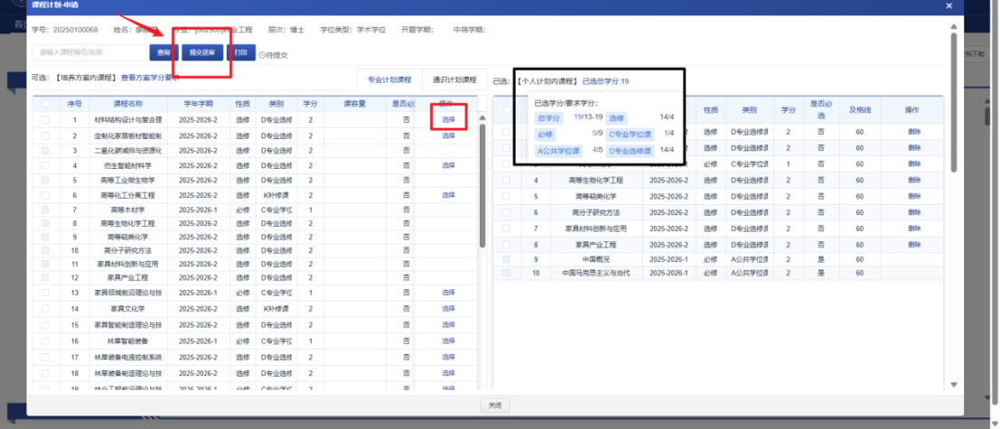 课程计划-申请
学号: 20250100068 姓名: 业工程 层次: 博士 学位类型: 学术学位 开题学期: 中筛学期:
请输入课程编号/名称 查询 提交送审 打印 待提交
可选: 【培养方案内课程】 查看方案学分要求 专业计划课程 通识计划课程 已选: 【个人计划内课程】 已选总学分:19
序号 课程名称 学年学期 性质 类别 学分 课容量 是否必 操作
1 材料结构设计与复合理 2025-2026-2 选修 D专业选修 2 否 选择
2 定制化家居板材智能制 2025-2026-2 选修 D专业选修 2 否 选择
3 二氧化碳减排与资源化 2025-2026-2 选修 D专业选修 2 否
4 仿生智能材料学 2025-2026-2 选修 D专业选修 2 否 选择
5 高等工业微生物学 2025-2026-2 选修 D专业选修 2 否
6 高等化工分离工程 2025-2026-2 选修 K补修课 2 否 选择
7 高等木材学 2025-2026-1 必修 C专业学位 1 否
8 高等生物化学工程 2025-2026-2 选修 D专业选修 2 否
9 高等萜类化学 2025-2026-2 选修 D专业选修 2 否
10 高分子研究方法 2025-2026-2 选修 D专业选修 2 否
11 家具材料创新与应用 2025-2026-2 选修 D专业选修 2 否
12 家具产业工程 2025-2026-2 选修 D专业选修 2 否
13 家具领域前沿理论与技 2025-2026-1 必修 C专业学位 1 否 选择
14 家具文化学 2025-2026-2 选修 K补修课 2 否 选择
15 家具智能制造理论与技 2025-2026-2 选修 D专业选修 2 否 选择
16 林草智能装备 2025-2026-1 必修 C专业学位 1 否 选择
17 林草装备电液控制系统 2025-2026-2 选修 D专业选修 2 否 选择
18 林草装备制造理论与技 2025-2026-2 选修 D专业选修 2 否 选择
已选学分/要求学分:
总学分 19/13-19 选修 14/4
必修 5/9 C专业学位课 1/4
A公共学位课 4/5 D专业选修课 14/4
性质 类别 学分 是否必选 及格线 操作
选修 D专业选修课 2 否 60 删除
选修 D专业选修课 2 否 60 删除
必修 C专业学位课 1 否 60 删除
4 高等生物化学工程 2025-2026-2 选修 D专业选修课 2 否 60 删除
5 高等萜类化学 2025-2026-2 选修 D专业选修课 2 否 60 删除
6 高分子研究方法 2025-2026-2 选修 D专业选修课 2 否 60 删除
7 家具材料创新与应用 2025-2026-2 选修 D专业选修课 2 否 60 删除
8 家具产业工程 2025-2026-2 选修 D专业选修课 2 否 60 删除
9 中国概况 2025-2026-1 必修 A公共学位课 2 是 60
10 中国马克思主义与当代 2025-2026-1 必修 A公共学位课 2 是 60
关闭